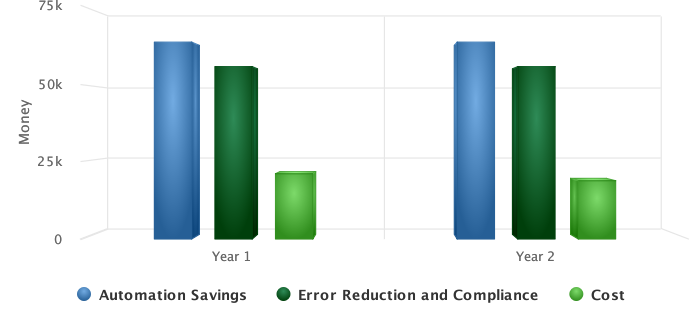 75k
50k
25k
0
Money
Year 1
Year 2
Automation Savings
Error Reduction and Compliance
Cost